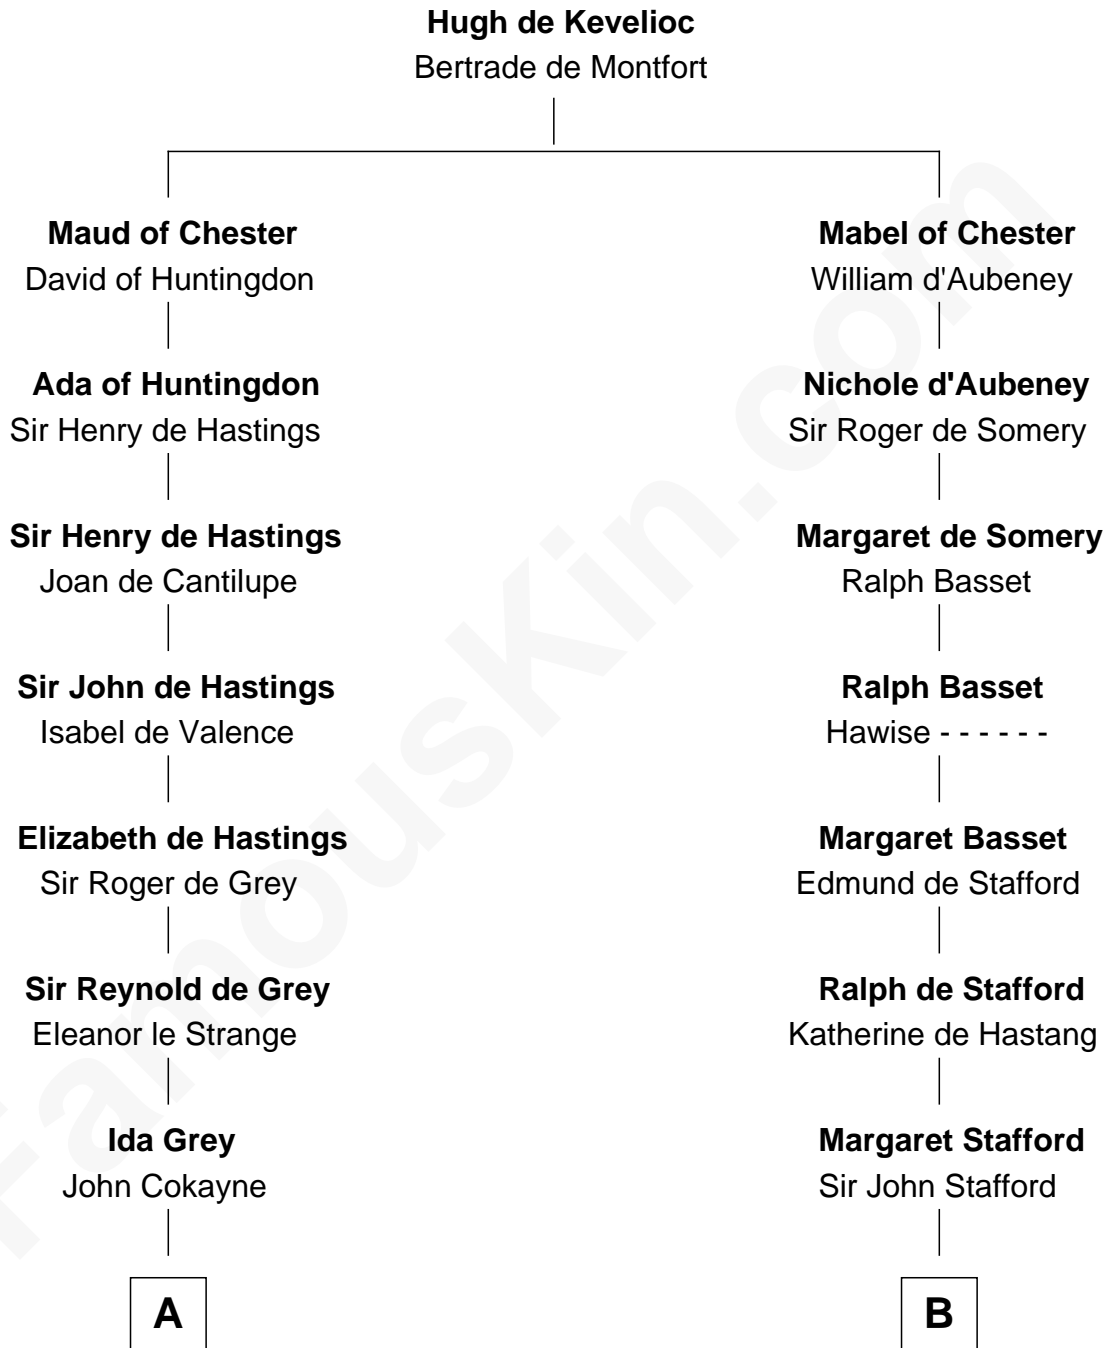 Hugh de Kevelioc
Bertrade de Montfort
Maud of Chester
David of Huntingdon
Mabel of Chester
William d'Aubeney
Ada of Huntingdon
Sir Henry de Hastings
Nichole d'Aubeney
Sir Roger de Somery
Sir Henry de Hastings
Joan de Cantilupe
Margaret de Somery
Ralph Basset
Sir John de Hastings
Isabel de Valence
Ralph Basset
Hawise - - - - - -
Elizabeth de Hastings
Sir Roger de Grey
Margaret Basset
Edmund de Stafford
Sir Reynold de Grey
Eleanor le Strange
Ralph de Stafford
Katherine de Hastang
Ida Grey
John Cokayne
Margaret Stafford
Sir John Stafford
A
B
FamousKin.com